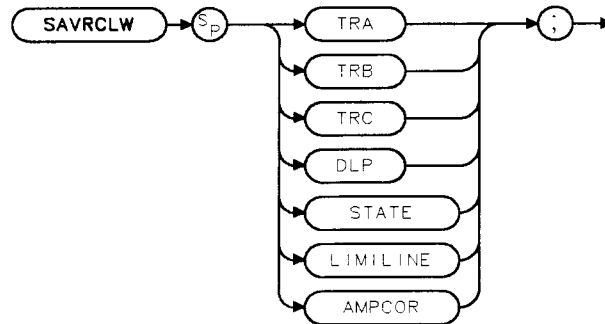 SAVRCLW SP TRA ;
TRB
TRC
DLP
STATE
LIMILINE
AMPCOR